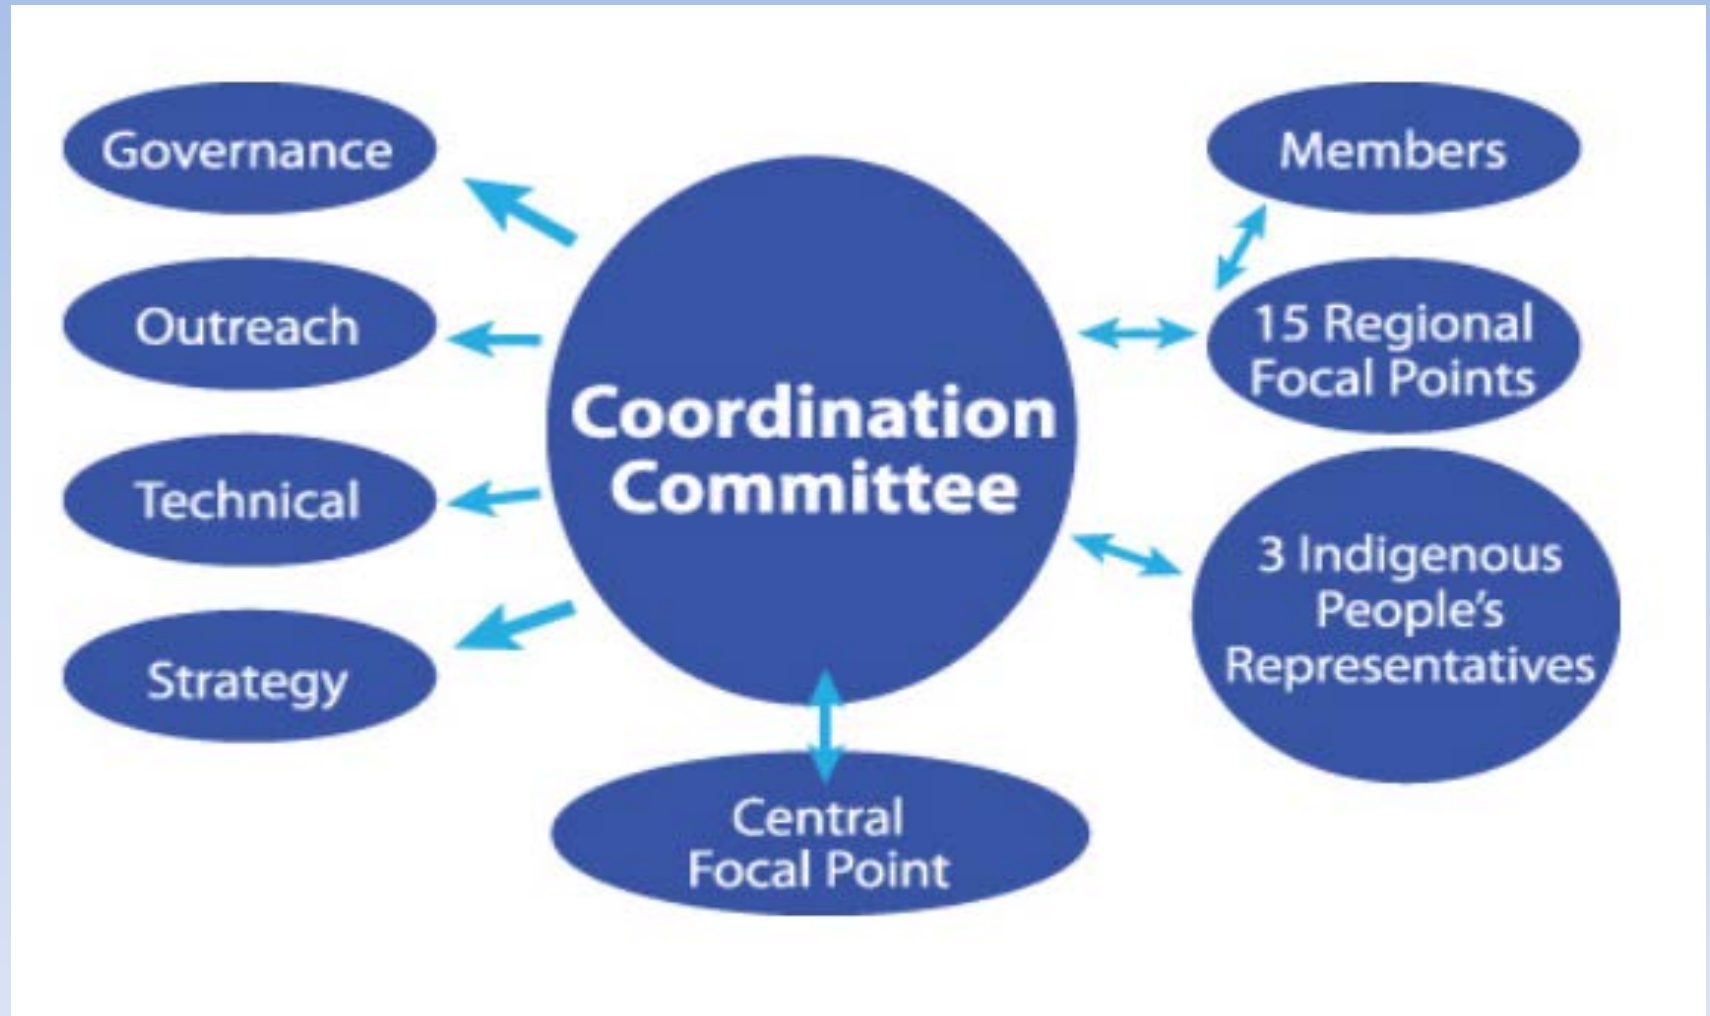 Governance
Outreach
Technical
Strategy
Coordination
Committee
Central
Focal Point
Members
15 Regional
Focal Points
3 Indigenous
People’s
Representatives